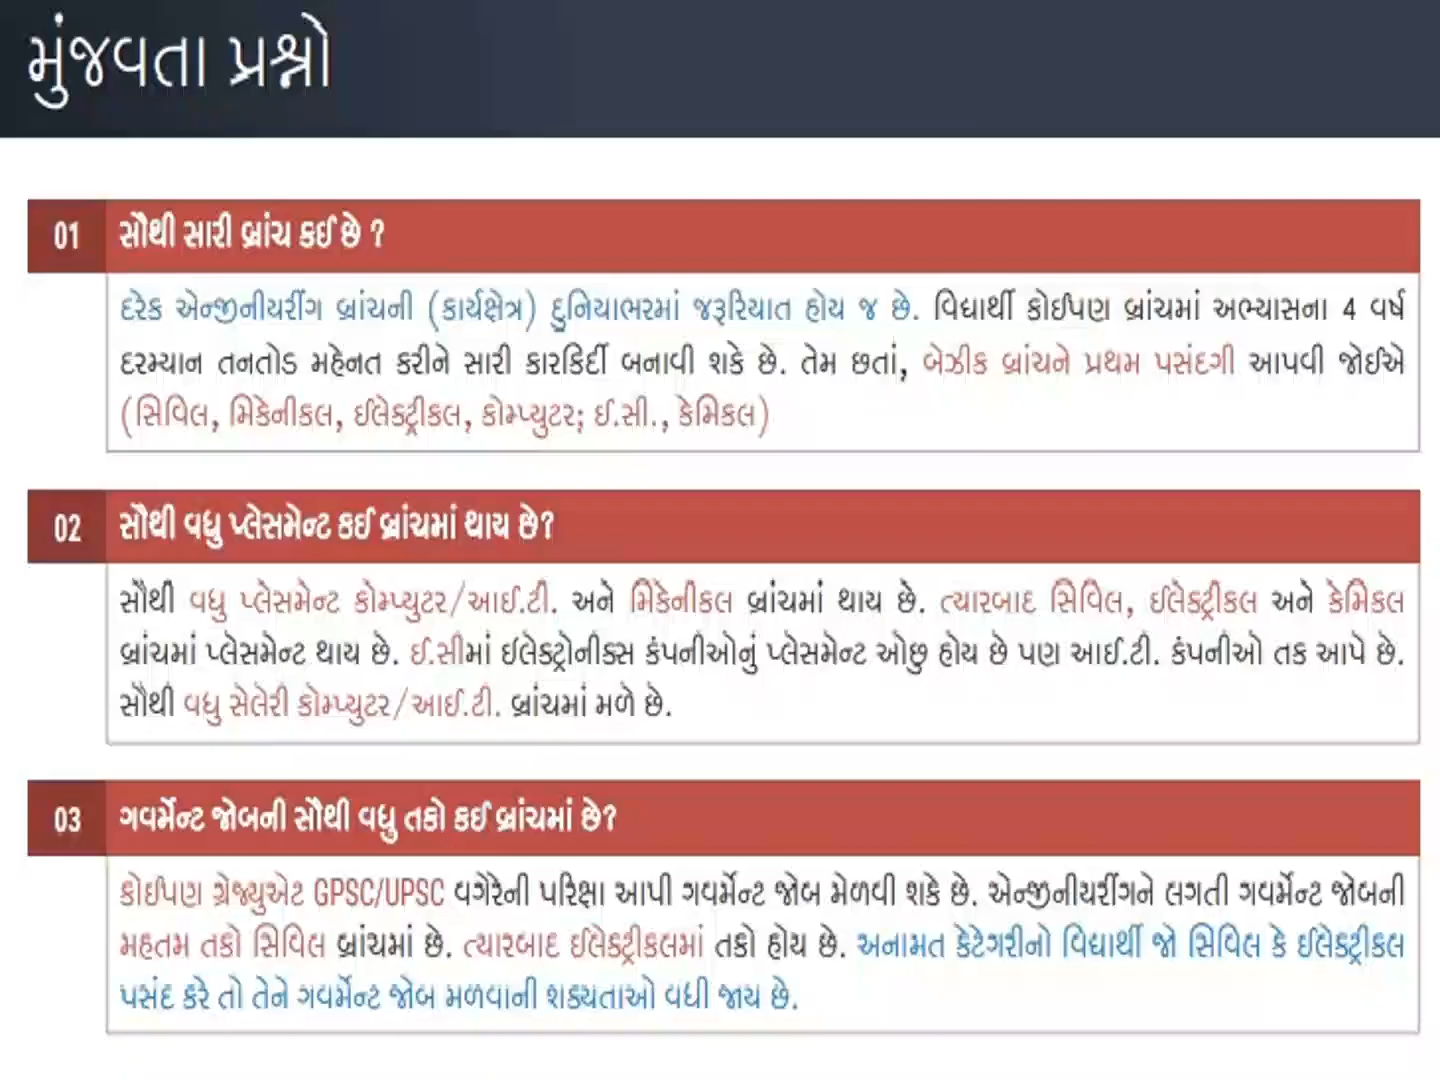 મુંજવતા પ્રશ્નો
01 સૌથી સારી બ્રાંચ કઈ છે ?
દરેક એન્જીનીયરીંગ બ્રાંચની (કાર્યક્ષેત્ર) દુનિયાભરમાં જરૂરિયાત હોય જ છે. વિદ્યાર્થી કોઈપણ બ્રાંચમાં અભ્યાસના 4 વર્ષ
દરમ્યાન તનતોડ મહેનત કરીને સારી કારકિર્દી બનાવી શકે છે. તેમ છતાં, બેઝીક બ્રાંચને પ્રથમ પસંદગી આપવી જોઈએ
(સિવિલ, મિકેનીકલ, ઈલેક્ટ્રીકલ, કોમ્પ્યુટર; ઈ.સી., કેમિકલ)
02 સૌથી વધુ પ્લેસમેન્ટ કઈ બ્રાંચમાં થાય છે?
સૌથી વધુ પ્લેસમેન્ટ કોમ્પ્યુટર/આઈ.ટી. અને મિકેનીકલ બ્રાંચમાં થાય છે. ત્યારબાદ સિવિલ, ઈલેક્ટ્રીકલ અને કેમિકલ
બ્રાંચમાં પ્લેસમેન્ટ થાય છે. ઈ.સીમાં ઈલેક્ટ્રોનીક્સ કંપનીઓનું પ્લેસમેન્ટ ઓછુ હોય છે પણ આઈ.ટી. કંપનીઓ તક આપે છે.
સૌથી વધુ સેલેરી કોમ્પ્યુટર/આઈ.ટી. બ્રાંચમાં મળે છે.
03 ગવર્મેન્ટ જોબની સૌથી વધુ તકો કઈ બ્રાંચમાં છે?
કોઈપણ ગ્રેજ્યુએટ GPSC/UPSC વગેરેની પરિક્ષા આપી ગવર્મેન્ટ જોબ મેળવી શકે છે. એન્જીનીયરીંગને લગતી ગવર્મેન્ટ જોબની
મહતમ તકો સિવિલ બ્રાંચમાં છે. ત્યારબાદ ઈલેક્ટ્રીકલમાં તકો હોય છે. અનામત કેટેગરીનો વિદ્યાર્થી જો સિવિલ કે ઈલેક્ટ્રીકલ
પસંદ કરે તો તેને ગવર્મેન્ટ જોબ મળવાની શક્યતાઓ વધી જાય છે.